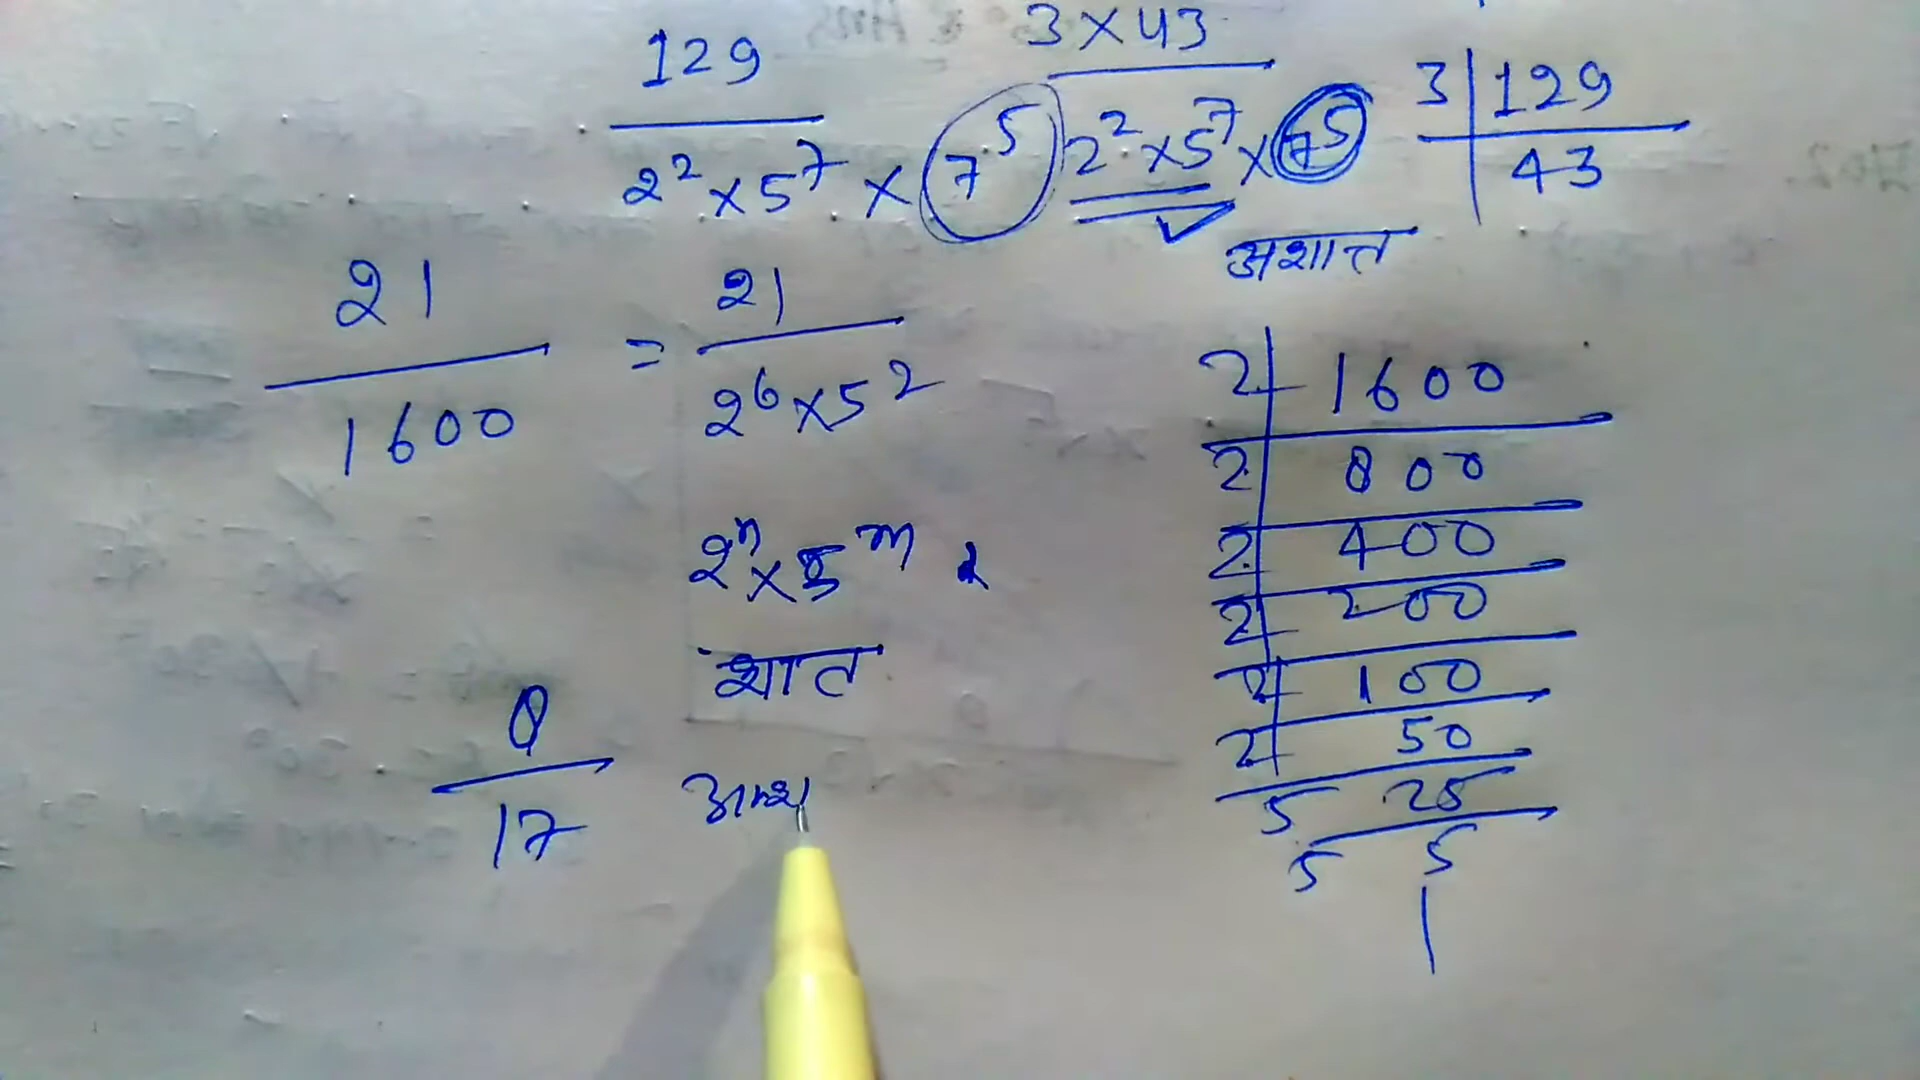 129 / 2² × 5⁷ × 7⁵
3 × 43 / 2² × 5⁷ × 7⁵
3 | 129
43
अशात्त
21 / 1600 = 21 / 2⁶ × 5²
2ⁿ × 5ᵐ
शात
8 / 17
2 | 1600
2 | 800
2 | 400
2 | 200
2 | 100
2 | 50
5 25
5 5
1